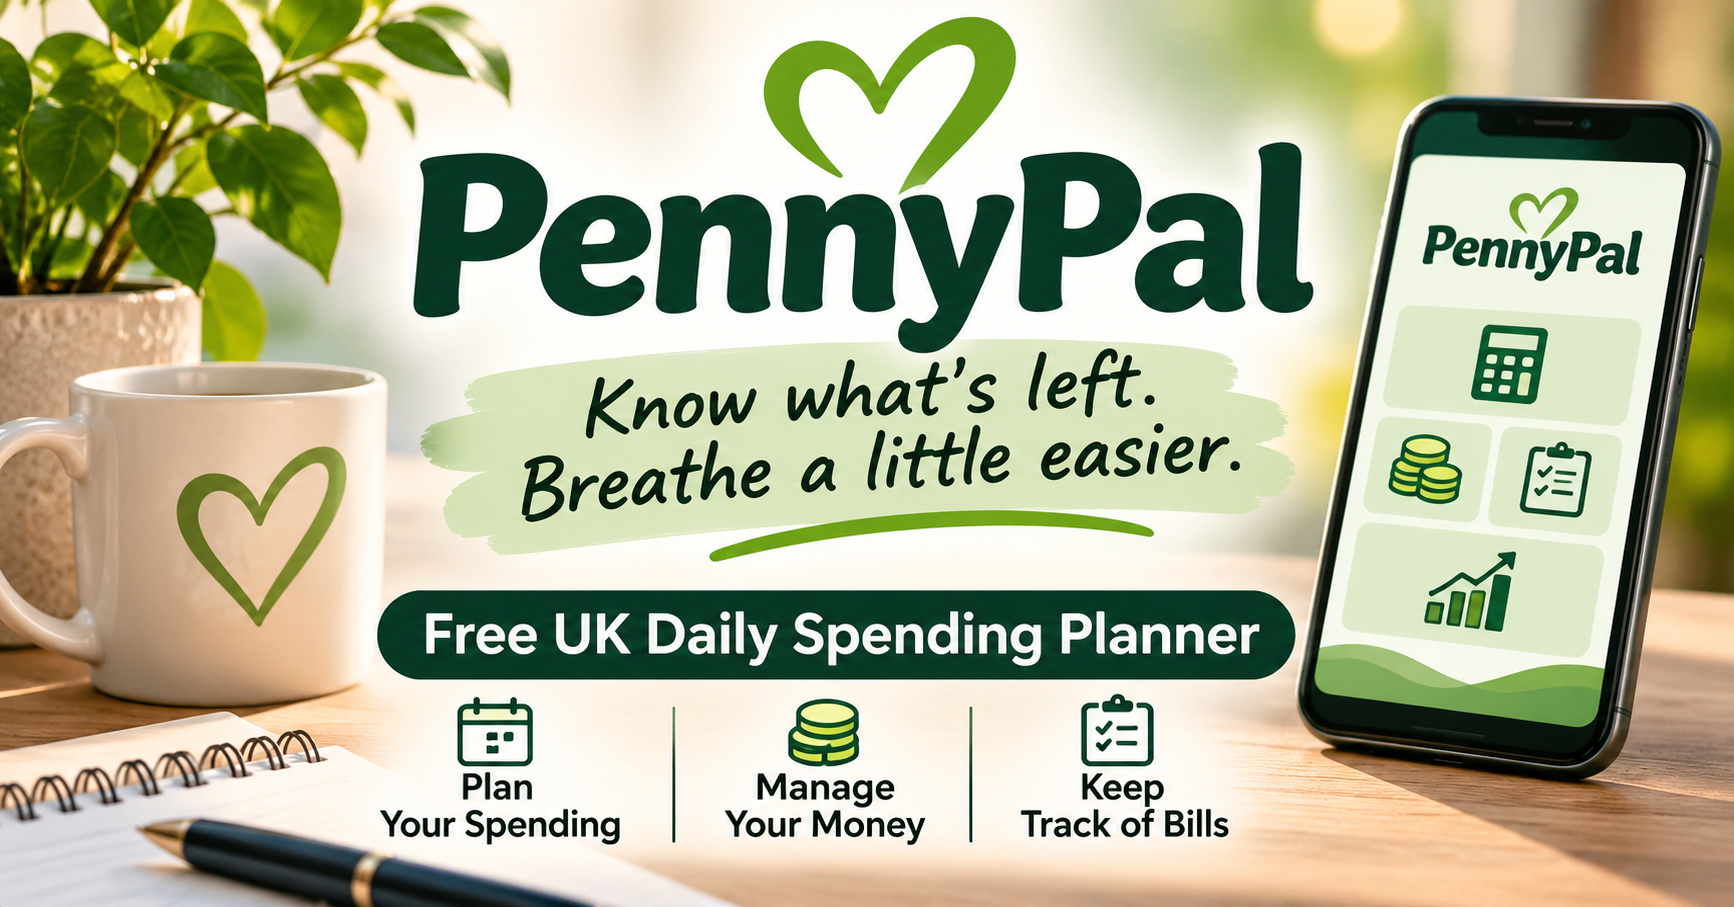 PennyPal
Know what's left.
Breathe a little easier.
Free UK Daily Spending Planner
Plan
Your Spending
Manage
Your Money
Keep
Track of Bills
PennyPal